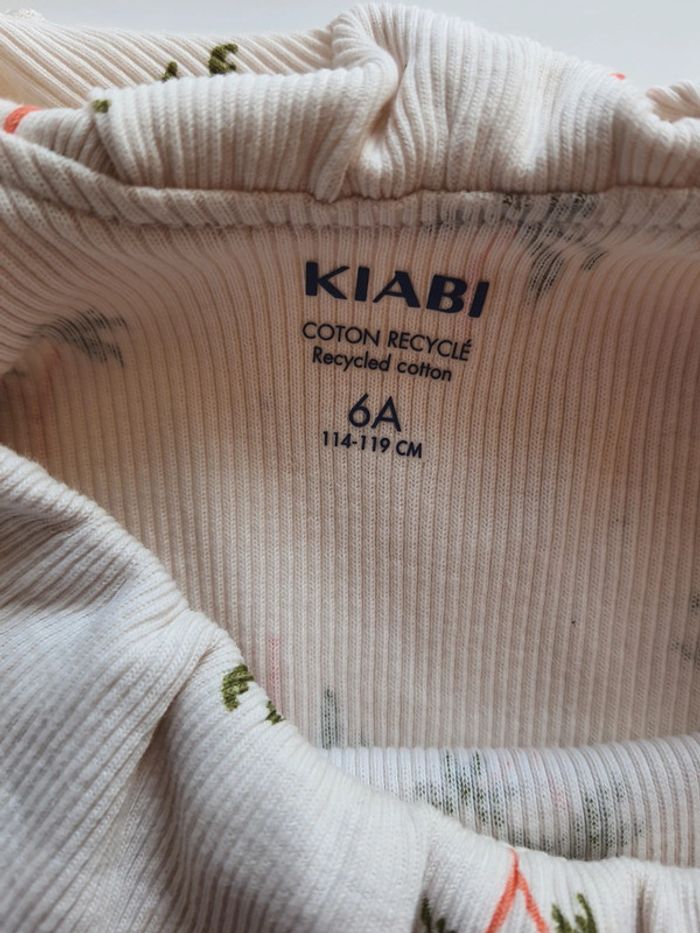 KIABI
COTON RECYCLÉ
Recycled cotton
6A
114-119 CM